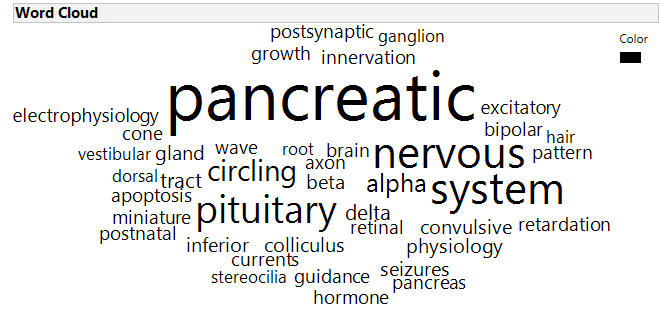 Word Cloud
Color
postsynaptic
ganglion
growth
innervation
pancreatic
electrophysiology
excitatory
cone
bipolar
hair
vestibular
gland
wave
root
brain
nervous
pattern
dorsal
tract
circling
axon
beta
alpha
system
apoptosis
miniature
pituitary
delta
postnatal
retinal
convulsive
retardation
inferior
colliculus
physiology
currents
stereocilia
guidance
seizures
pancreas
hormone